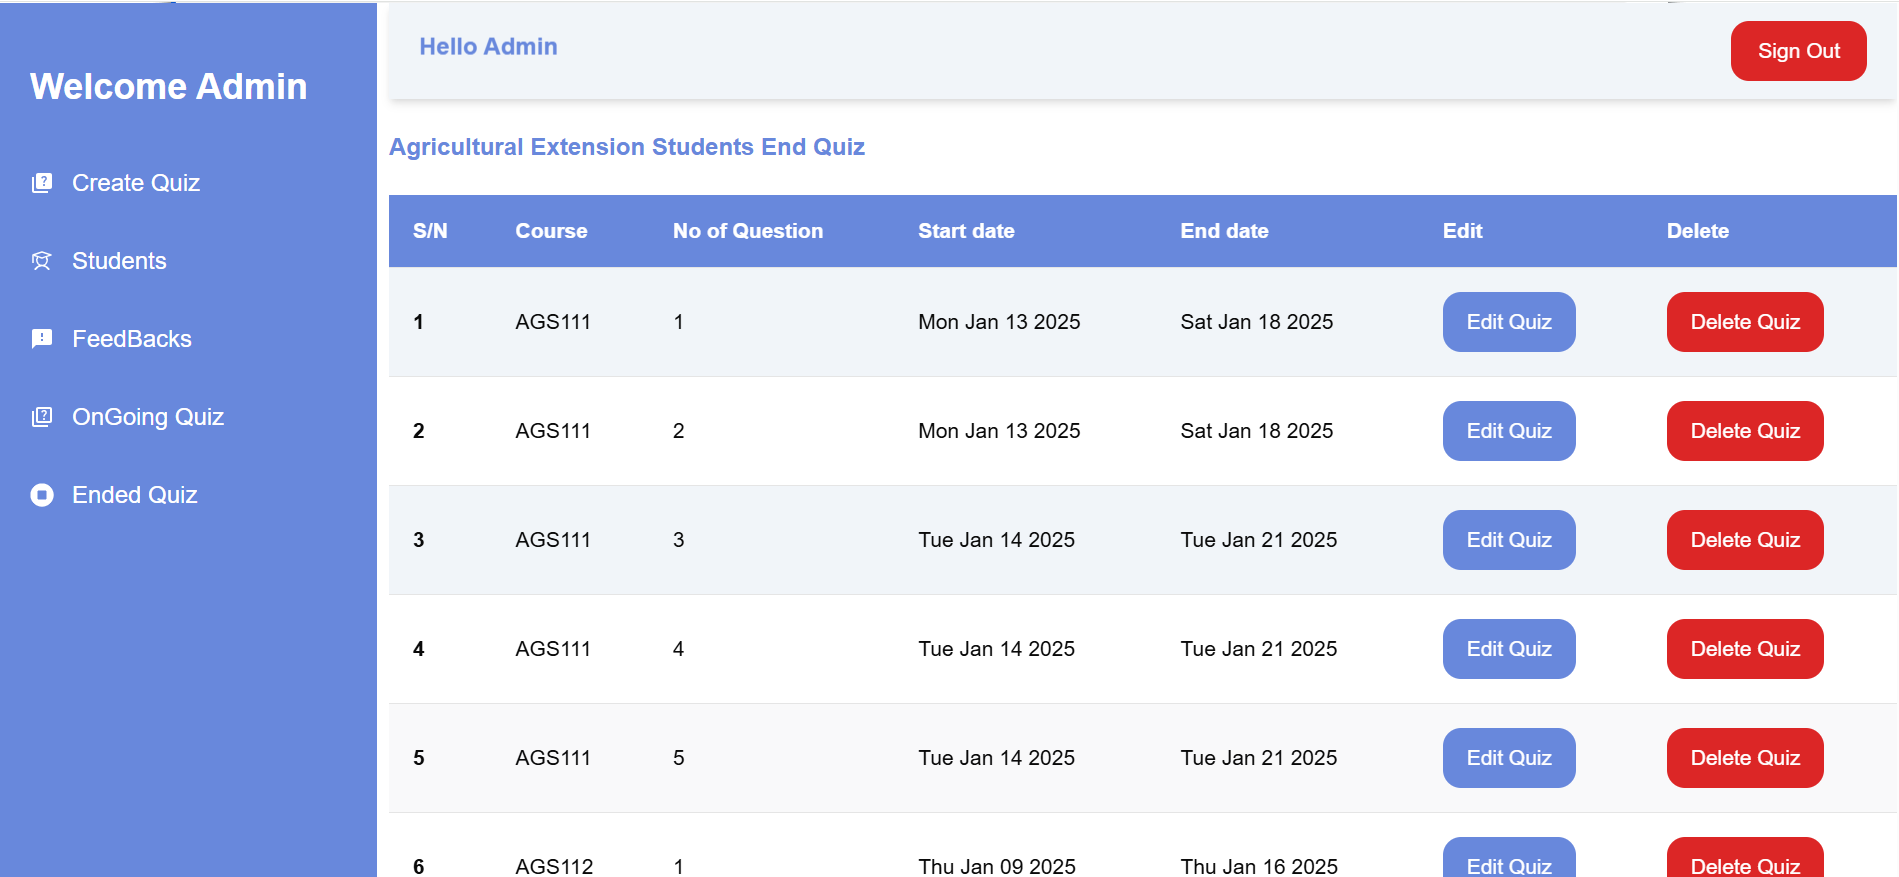 Welcome Admin
Create Quiz
Students
FeedBacks
OnGoing Quiz
Ended Quiz
Hello Admin
Sign Out
Agricultural Extension Students End Quiz
S/N Course No of Question Start date End date Edit Delete
1 AGS111 1 Mon Jan 13 2025 Sat Jan 18 2025 Edit Quiz Delete Quiz
2 AGS111 2 Mon Jan 13 2025 Sat Jan 18 2025 Edit Quiz Delete Quiz
3 AGS111 3 Tue Jan 14 2025 Tue Jan 21 2025 Edit Quiz Delete Quiz
4 AGS111 4 Tue Jan 14 2025 Tue Jan 21 2025 Edit Quiz Delete Quiz
5 AGS111 5 Tue Jan 14 2025 Tue Jan 21 2025 Edit Quiz Delete Quiz
6 AGS112 1 Thu Jan 09 2025 Thu Jan 16 2025 Edit Quiz Delete Quiz